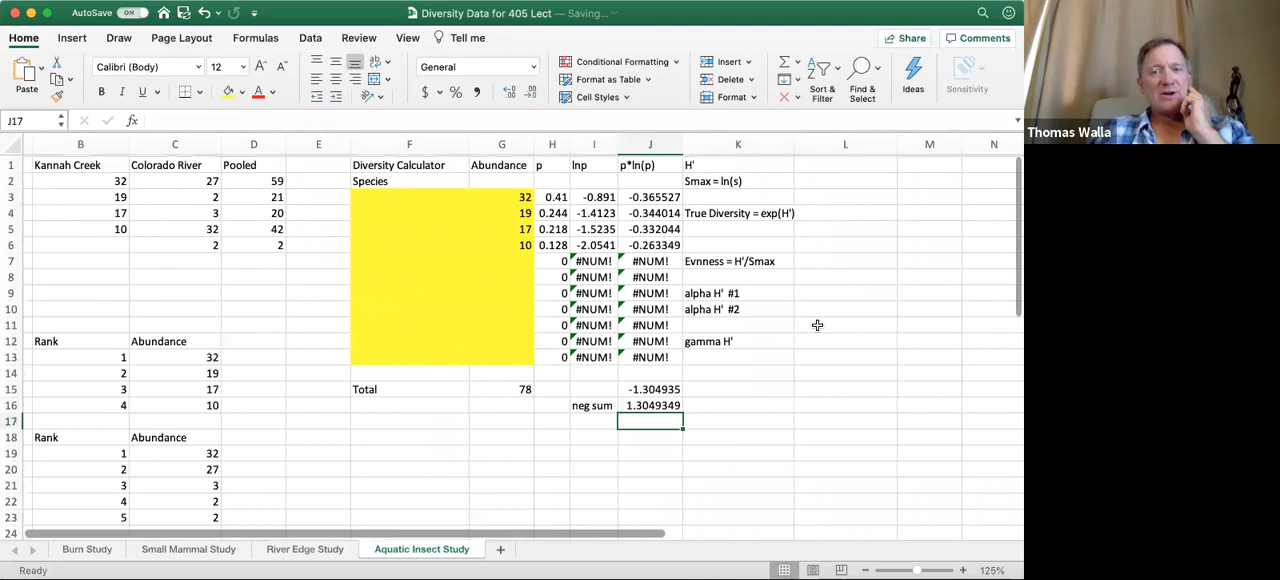 AutoSave ON Diversity Data for 405 Lect — Saving...
Home Insert Draw Page Layout Formulas Data Review View Tell me Share Comments
Paste Calibri (Body) 12 A A General Conditional Formatting Insert Sort & Filter Find & Select Ideas Sensitivity
B I U A $ % Format as Table Delete
Cell Styles Format
J17 fx
B C D E F G H I J K L M N
1 Kannah Creek Colorado River Pooled Diversity Calculator Abundance p lnp p*ln(p) H'
2 32 27 59 Species Smax = ln(s)
3 19 2 21 32 0.41 -0.891 -0.365527
4 17 3 20 19 0.244 -1.4123 -0.344014 True Diversity = exp(H')
5 10 32 42 17 0.218 -1.5235 -0.332044
6 2 2 10 0.128 -2.0541 -0.263349
7 0 #NUM! #NUM! Evnness = H'/Smax
8 0 #NUM! #NUM!
9 0 #NUM! #NUM! alpha H' #1
10 0 #NUM! #NUM! alpha H' #2
11 0 #NUM! #NUM!
12 Rank Abundance 0 #NUM! #NUM! gamma H'
13 1 32 0 #NUM! #NUM!
14 2 19
15 3 17 Total 78 -1.304935
16 4 10 neg sum 1.3049349
17
18 Rank Abundance
19 1 32
20 2 27
21 3 3
22 4 2
23 5 2
24
Burn Study Small Mammal Study River Edge Study Aquatic Insect Study +
Ready 125%
Thomas Walla